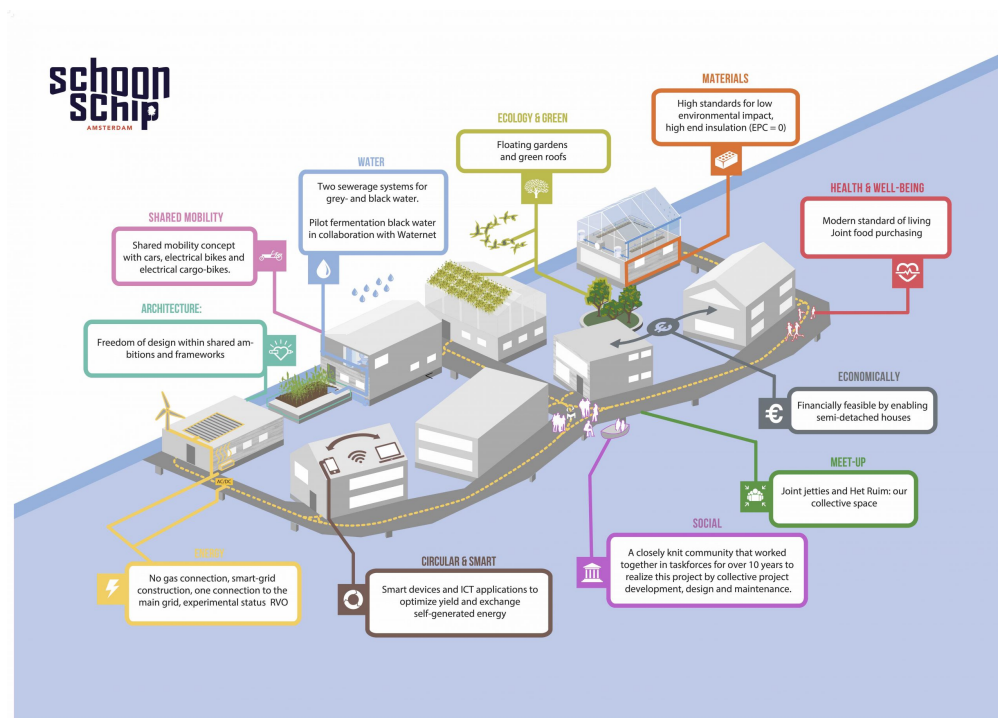 schoon
schip
AMSTERDAM
MATERIALS
High standards for low
environmental impact,
high end insulation (EPC = 0)
ECOLOGY & GREEN
Floating gardens
and green roofs
WATER
Two sewerage systems for
grey- and black water.
Pilot fermentation black water
in collaboration with Waternet
HEALTH & WELL-BEING
Modern standard of living
Joint food purchasing
SHARED MOBILITY
Shared mobility concept
with cars, electrical bikes and
electrical cargo-bikes.
ARCHITECTURE:
Freedom of design within shared am-
bitions and frameworks
ECONOMICALLY
€
Financially feasible by enabling
semi-detached houses
MEET-UP
Joint jetties and Het Ruim: our
collective space
AC/DC
SOCIAL
A closely knit community that worked
together in taskforces for over 10 years to
realize this project by collective project
development, design and maintenance.
ENERGY
No gas connection, smart-grid
construction, one connection to the
main grid, experimental status RVO
CIRCULAR & SMART
Smart devices and ICT applications to
optimize yield and exchange
self-generated energy